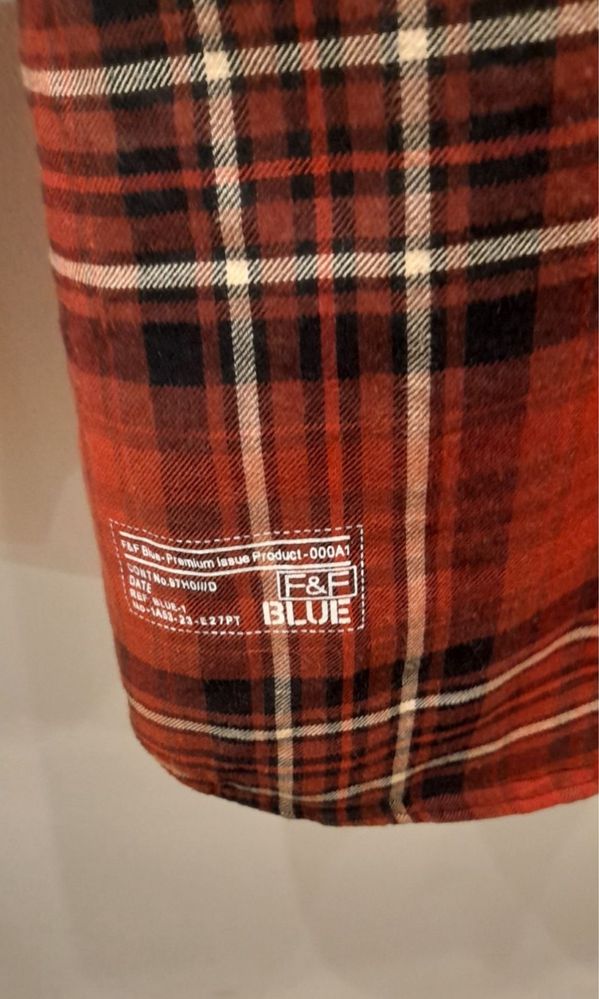 F&F Blue-Premium Issue Product-000A1
CONT No.
DATE
REF BLUE-1
F&F
BLUE